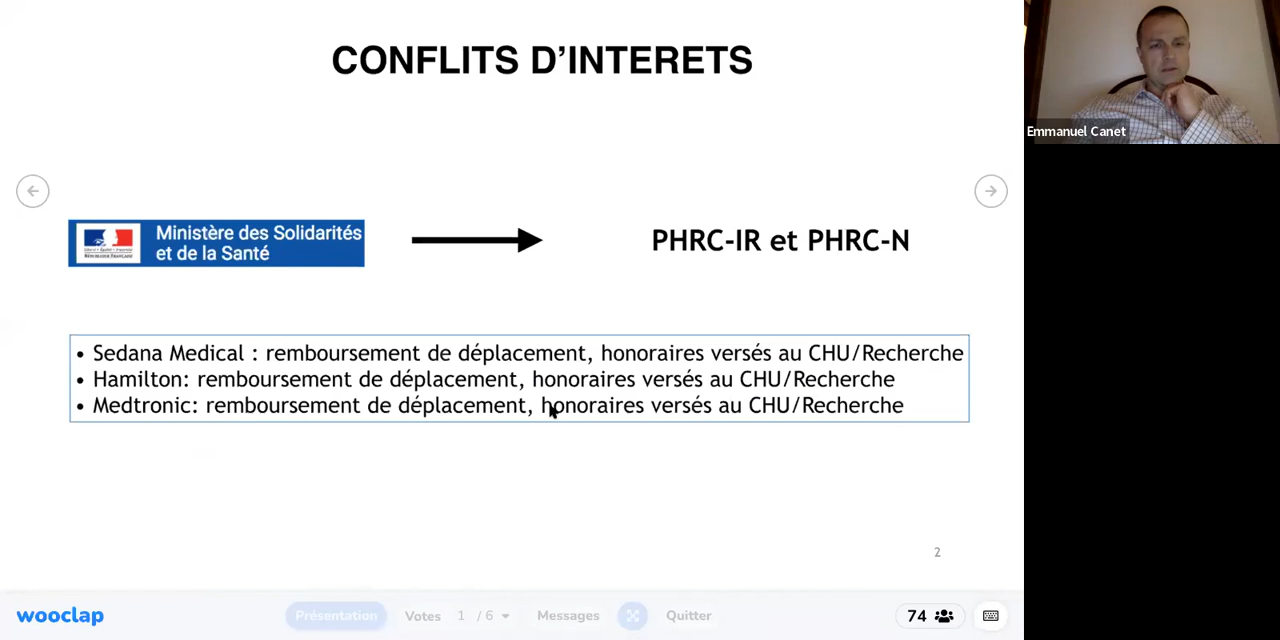 CONFLITS D'INTERETS
Emmanuel Canet
Ministère des Solidarités
et de la Santé
PHRC-IR et PHRC-N
• Sedana Medical : remboursement de déplacement, honoraires versés au CHU/Recherche
• Hamilton: remboursement de déplacement, honoraires versés au CHU/Recherche
• Medtronic: remboursement de déplacement, honoraires versés au CHU/Recherche
2
wooclap
Présentation
Votes 1 / 6
Messages
Quitter
74